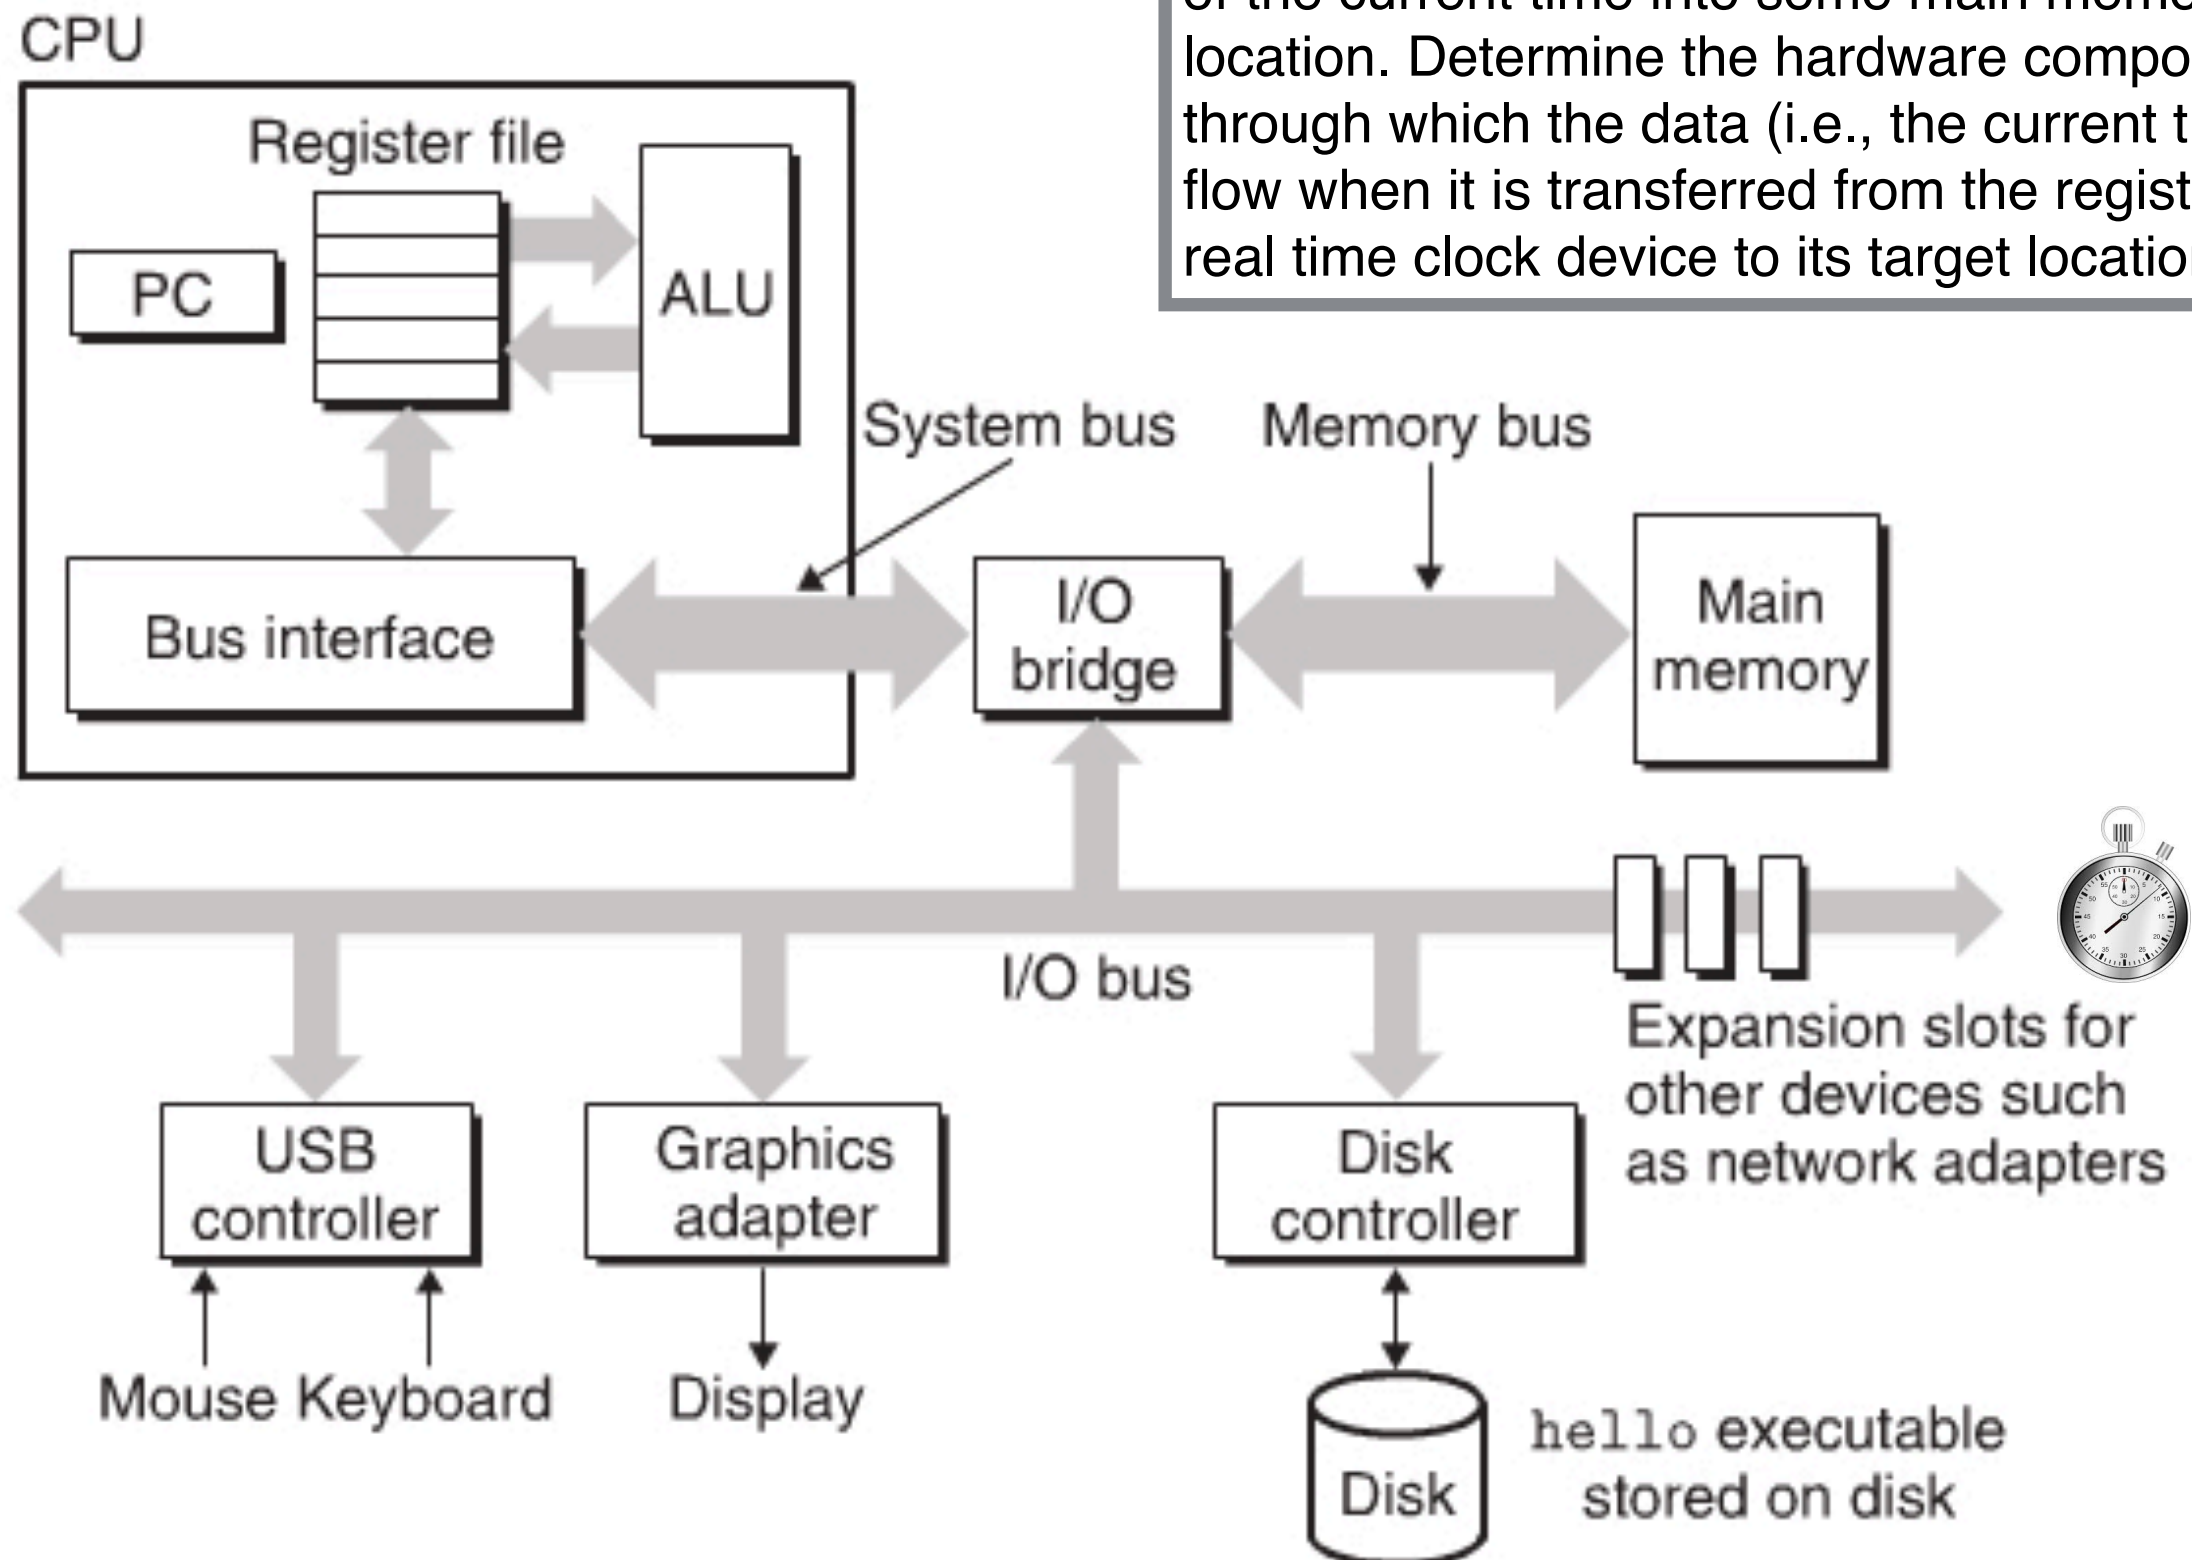 CPU
location. Determine the hardware
through which the data (i.e., the current
flow when it is transferred from the
real time clock device to its target
Register file
PC
ALU
System bus
Memory bus
Bus interface
I/O
bridge
Main
memory
I/O bus
Expansion slots for
other devices such
as network adapters
USB
controller
Graphics
adapter
Disk
controller
Mouse Keyboard
Display
Disk
hello executable
stored on disk